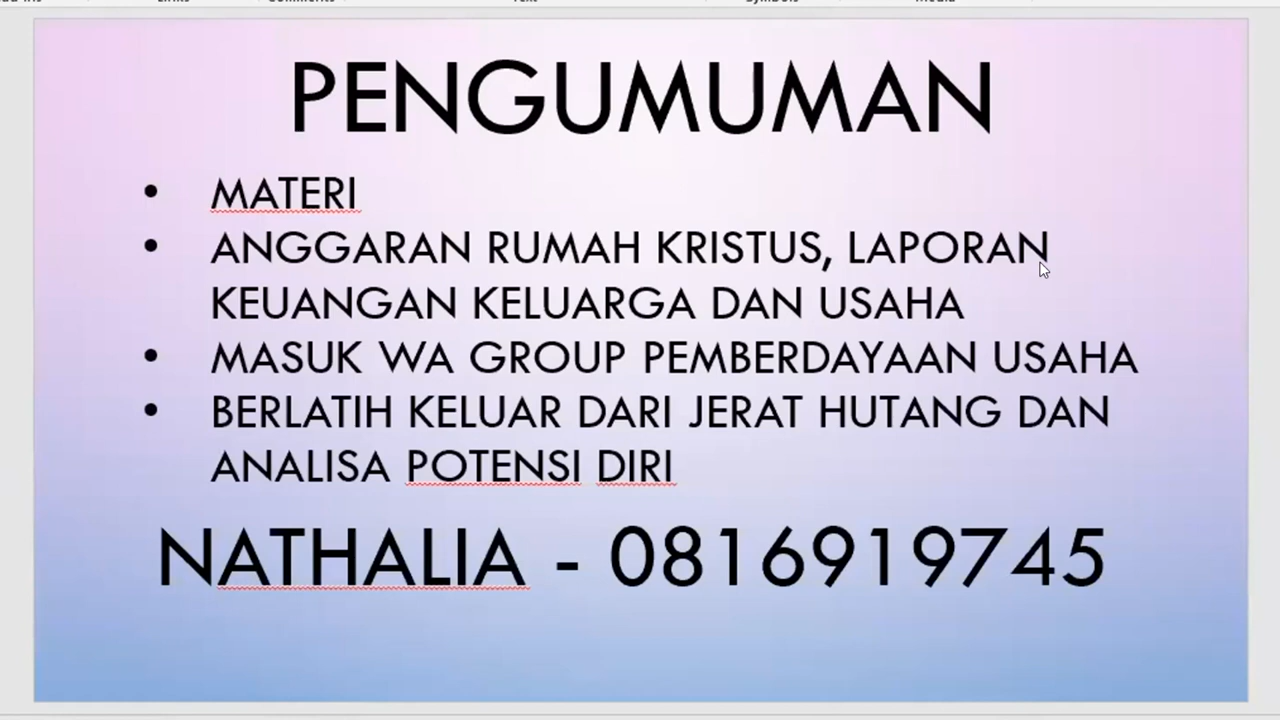 PENGUMUMAN
• MATERI
• ANGGARAN RUMAH KRISTUS, LAPORAN
KEUANGAN KELUARGA DAN USAHA
• MASUK WA GROUP PEMBERDAYAAN USAHA
• BERLATIH KELUAR DARI JERAT HUTANG DAN
ANALISA POTENSI DIRI
NATHALIA - 0816919745